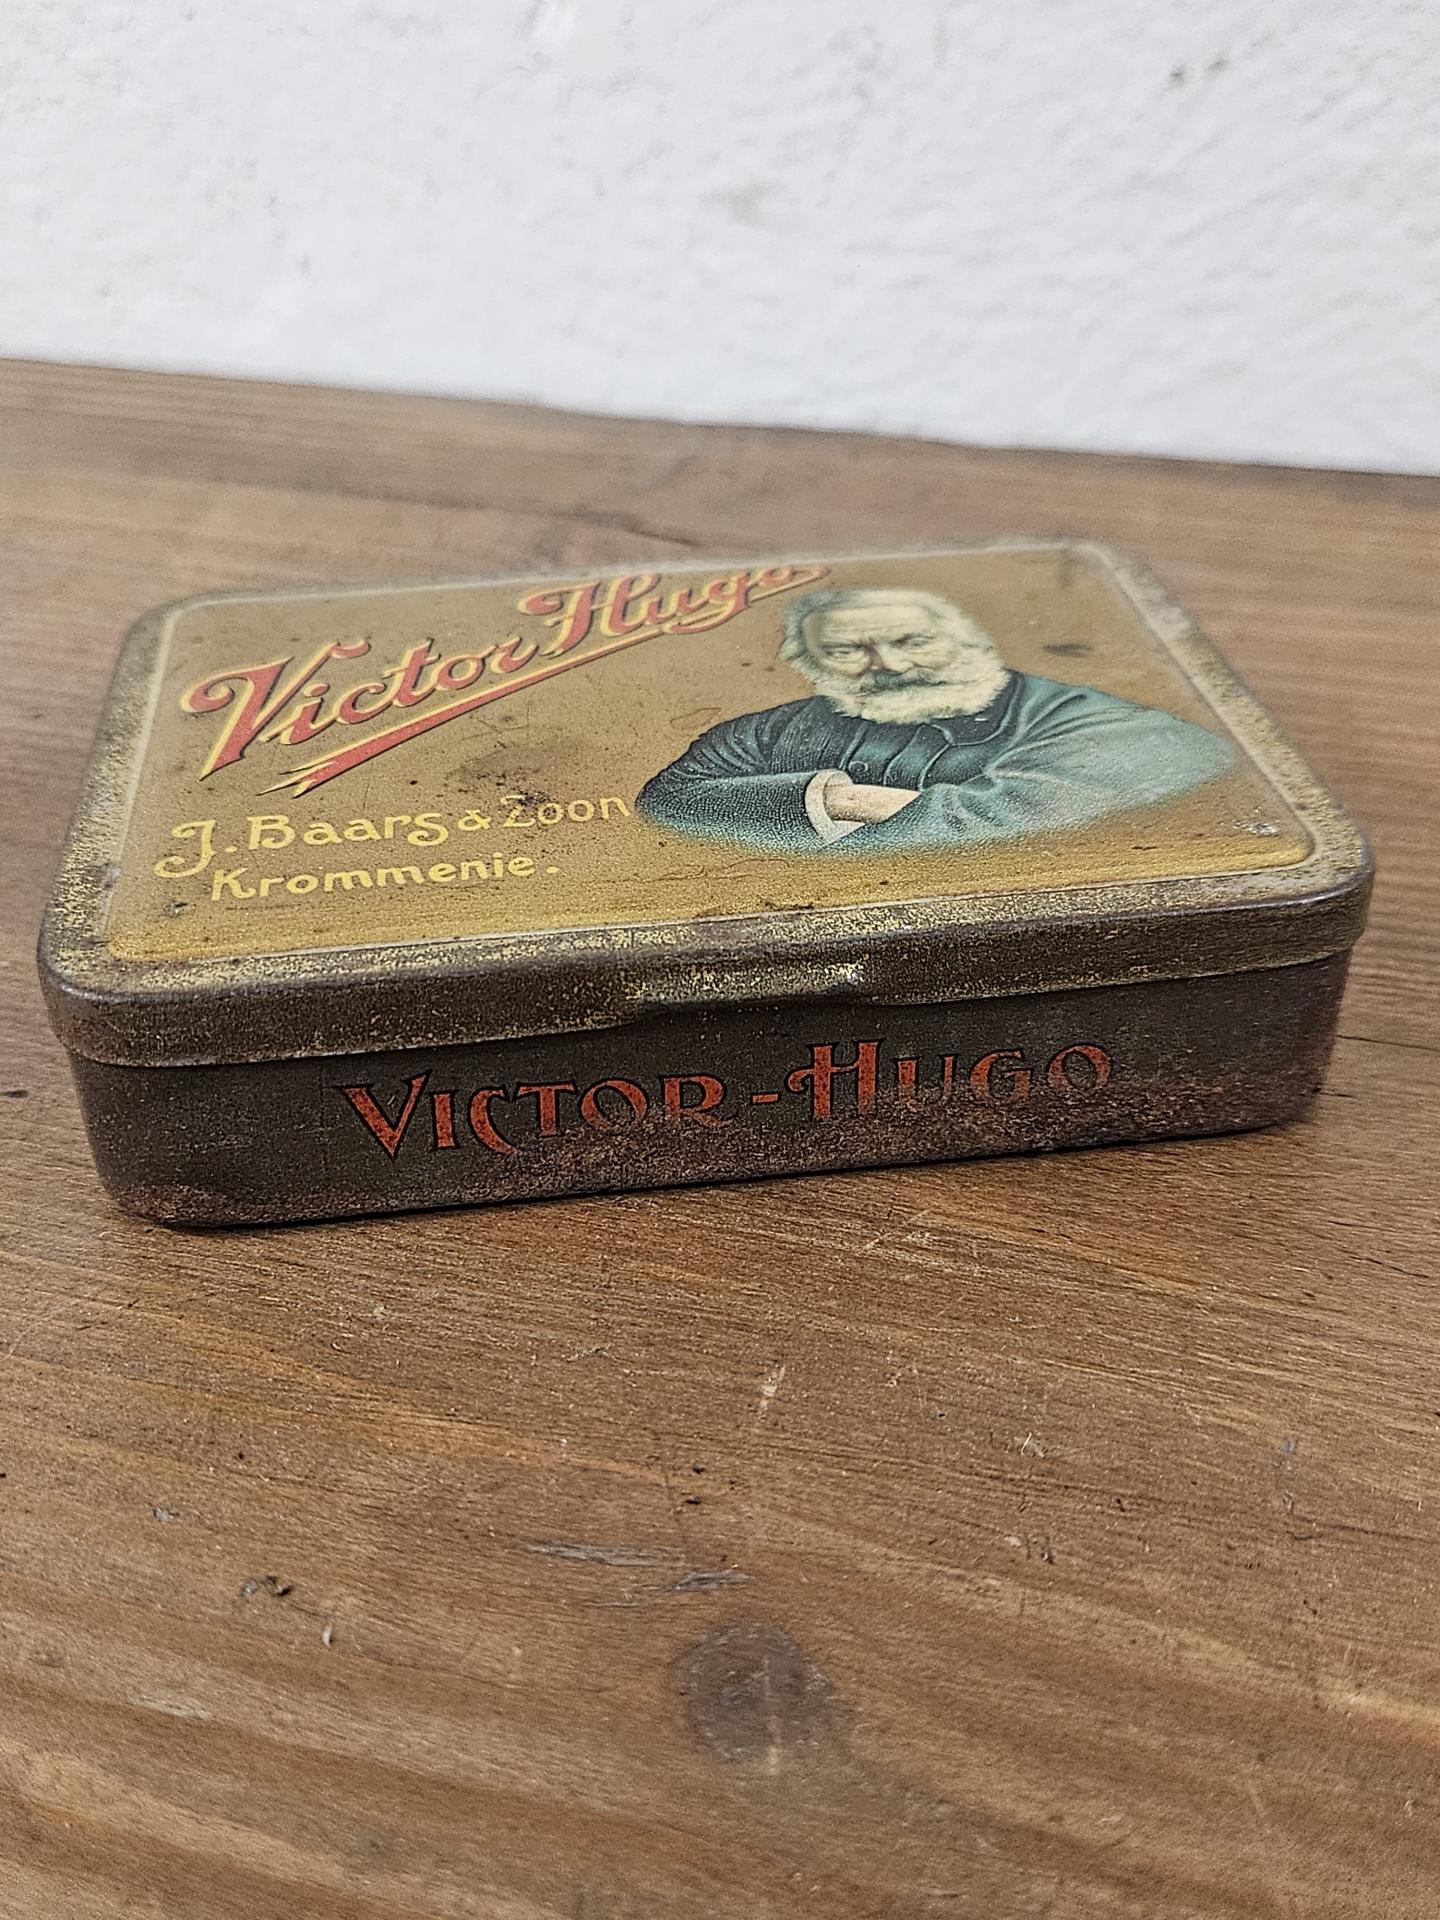 Victor Hugo
J. Baars & Zoon
Krommenie.
VICTOR-HUGO